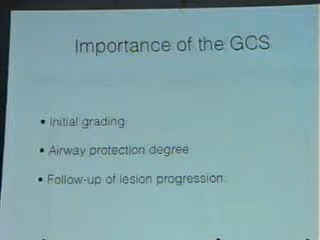 Importance of the GCS
• Initial grading
• Airway protection degree
• Follow-up of lesion progression.